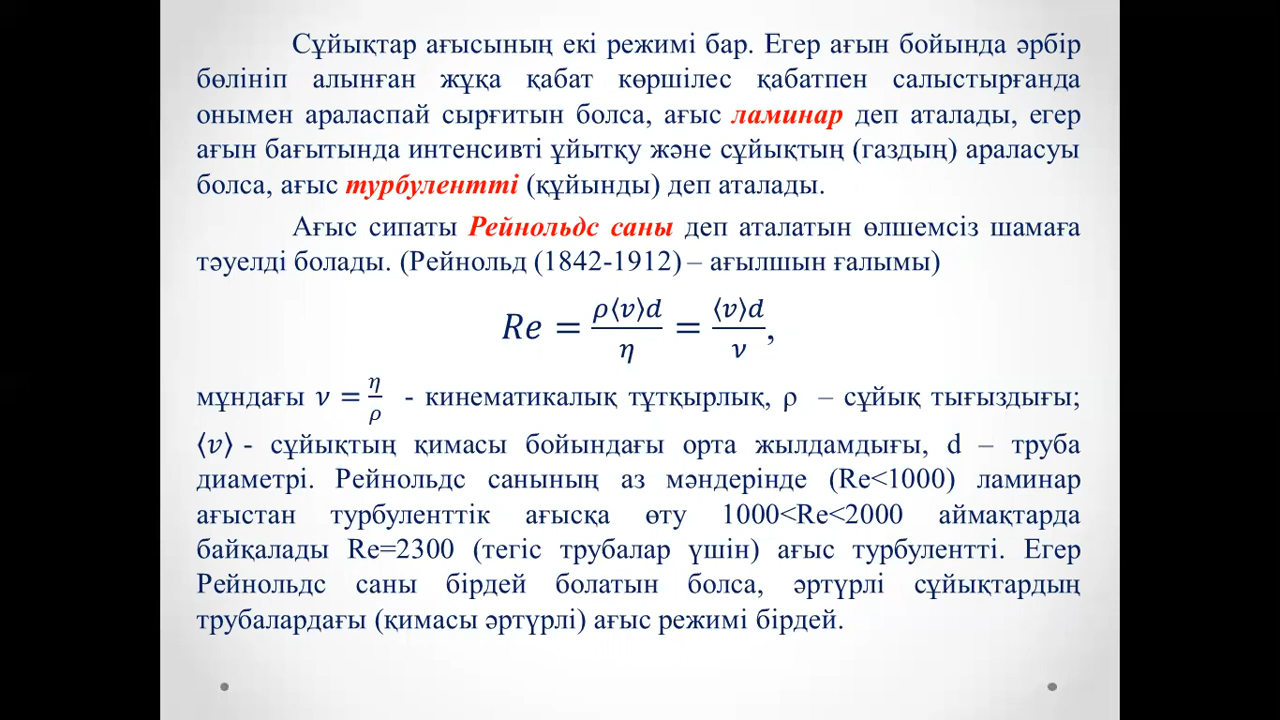 Сұйықтар ағысының екі режимі бар. Егер ағын бойында әрбір
бөлініп алынған жұқа қабат көршілес қабатпен салыстырғанда
онымен араласпай сырғитын болса, ағыс ламинар деп аталады, егер
ағын бағытында интенсивті ұйытқу және сұйықтың (газдың) араласуы
болса, ағыс турбулентті (құйынды) деп аталады.
Ағыс сипаты Рейнольдс саны деп аталатын өлшемсіз шамаға
тәуелді болады. (Рейнольд (1842-1912) – ағылшын ғалымы)
𝑅𝑒 = 𝜌⟨𝑣⟩𝑑/𝜂 = ⟨𝑣⟩𝑑/𝜈,
мұндағы 𝜈 = 𝜂/𝜌 - кинематикалық тұтқырлық, ρ – сұйық тығыздығы;
⟨𝑣⟩ - сұйықтың қимасы бойындағы орта жылдамдығы, d – труба
диаметрі. Рейнольдс санының аз мәндерінде (Re<1000) ламинар
ағыстан турбуленттік ағысқа өту 1000<Re<2000 аймақтарда
байқалады Re=2300 (тегіс трубалар үшін) ағыс турбулентті. Егер
Рейнольдс саны бірдей болатын болса, әртүрлі сұйықтардың
трубалардағы (қимасы әртүрлі) ағыс режимі бірдей.